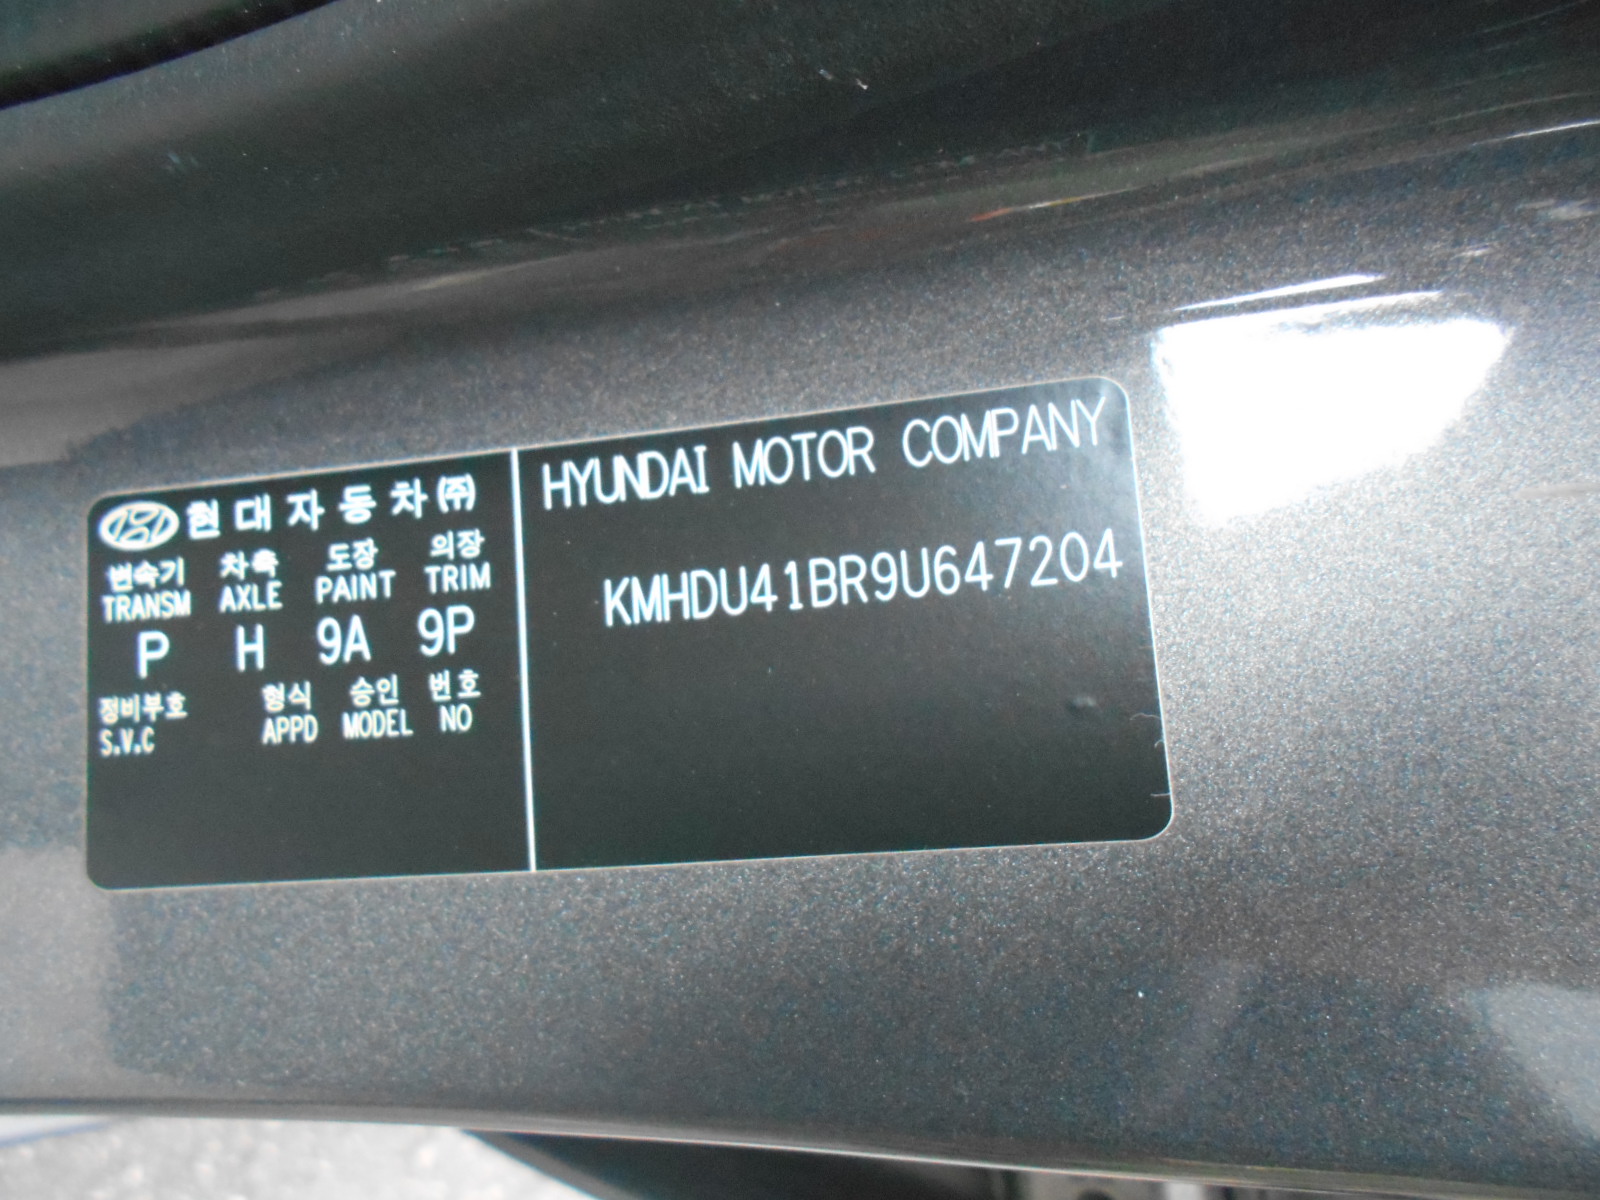 현대자동차㈜
변속기 차축 도장 의장
TRANSM AXLE PAINT TRIM
P H 9A 9P
정비부호 형식 승인 번호
S.V.C APPD MODEL NO
HYUNDAI MOTOR COMPANY
KMHDU41BR9U647204